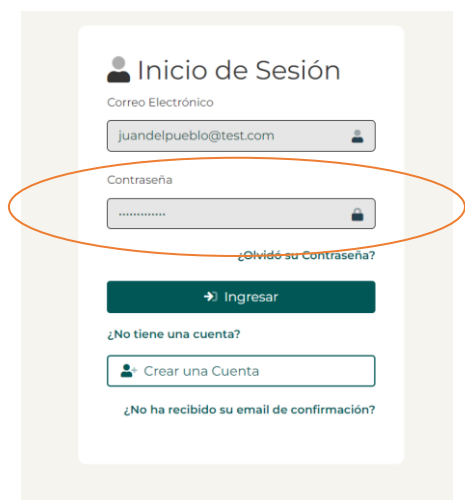 Inicio de Sesión
Correo Electrónico
juandelpueblo@test.com
Contraseña
.............
¿Olvidó su Contraseña?
Ingresar
¿No tiene una cuenta?
Crear una Cuenta
¿No ha recibido su email de confirmación?